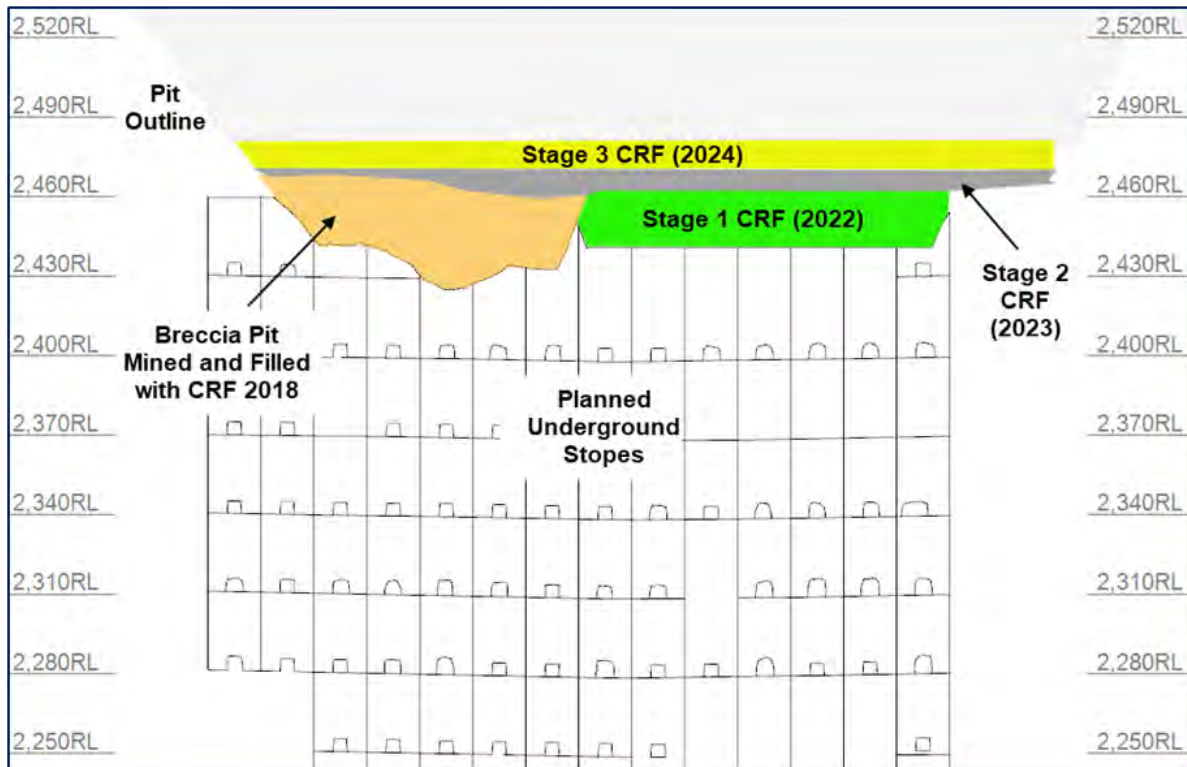 2,520RL
2,520RL
Pit
Outline
2,490RL
2,490RL
Stage 3 CRF (2024)
2,460RL
2,460RL
Stage 1 CRF (2022)
2,430RL
2,430RL
Stage 2
CRF
(2023)
Breccia Pit
Mined and Filled
with CRF 2018
2,400RL
2,400RL
Planned
Underground
Stopes
2,370RL
2,370RL
2,340RL
2,340RL
2,310RL
2,310RL
2,280RL
2,280RL
2,250RL
2,250RL